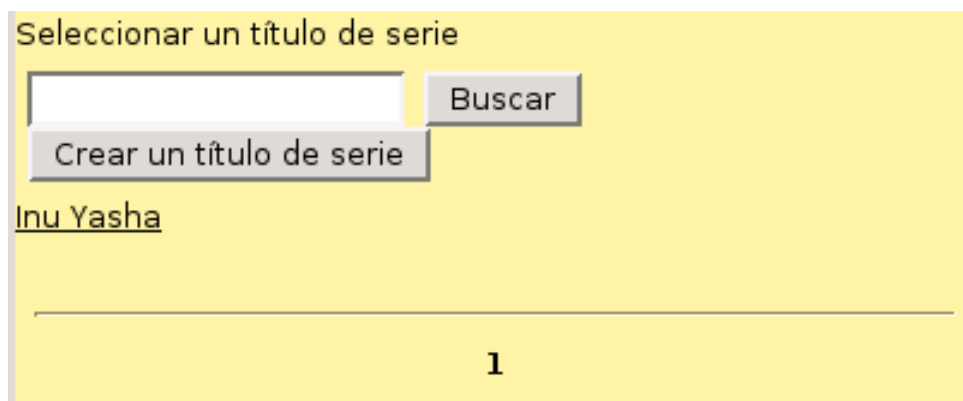 Seleccionar un título de serie
Buscar
Crear un título de serie
Inu Yasha
1